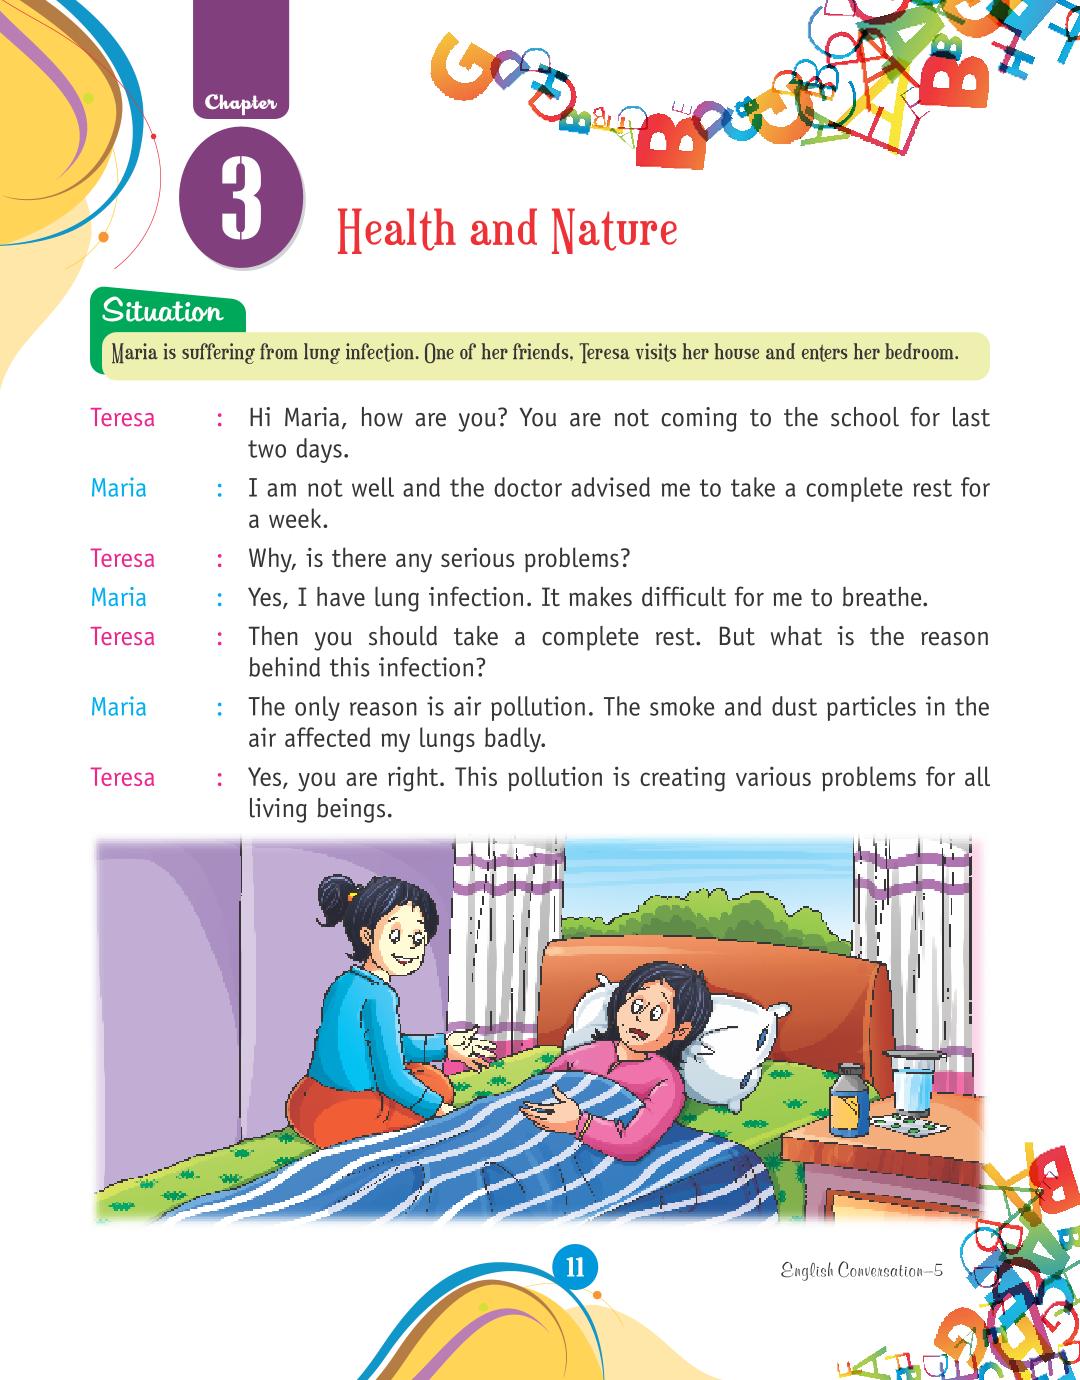 Chapter
3
Health and Nature
Situation
Maria is suffering from lung infection. One of her friends, Teresa visits her house and enters her bedroom.
Teresa : Hi Maria, how are you? You are not coming to the school for last
two days.
Maria : I am not well and the doctor advised me to take a complete rest for
a week.
Teresa : Why, is there any serious problems?
Maria : Yes, I have lung infection. It makes difficult for me to breathe.
Teresa : Then you should take a complete rest. But what is the reason
behind this infection?
Maria : The only reason is air pollution. The smoke and dust particles in the
air affected my lungs badly.
Teresa : Yes, you are right. This pollution is creating various problems for all
living beings.
11
English Conversation–5